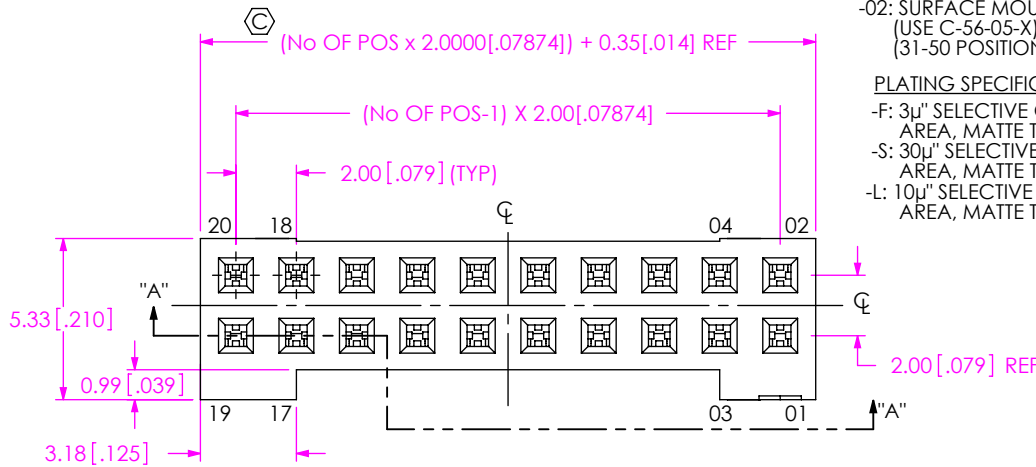 -02: SURFACE MOU
(USE C-56-05-X)
(31-50 POSITION
C
(No OF POS x 2.0000[.07874]) + 0.35[.014] REF
PLATING SPECIFIC
-F: 3µ" SELECTIVE
AREA, MATTE T
-S: 30µ" SELECTIVE
AREA, MATTE T
-L: 10µ" SELECTIVE
AREA, MATTE T
(No OF POS-1) X 2.00[.07874]
2.00 [.079] (TYP)
℄
20 18 04 02
"A"
℄
5.33 [.210]
2.00 [.079] REF
0.99 [.039]
19 17 03 01
"A"
3.18 [.125]